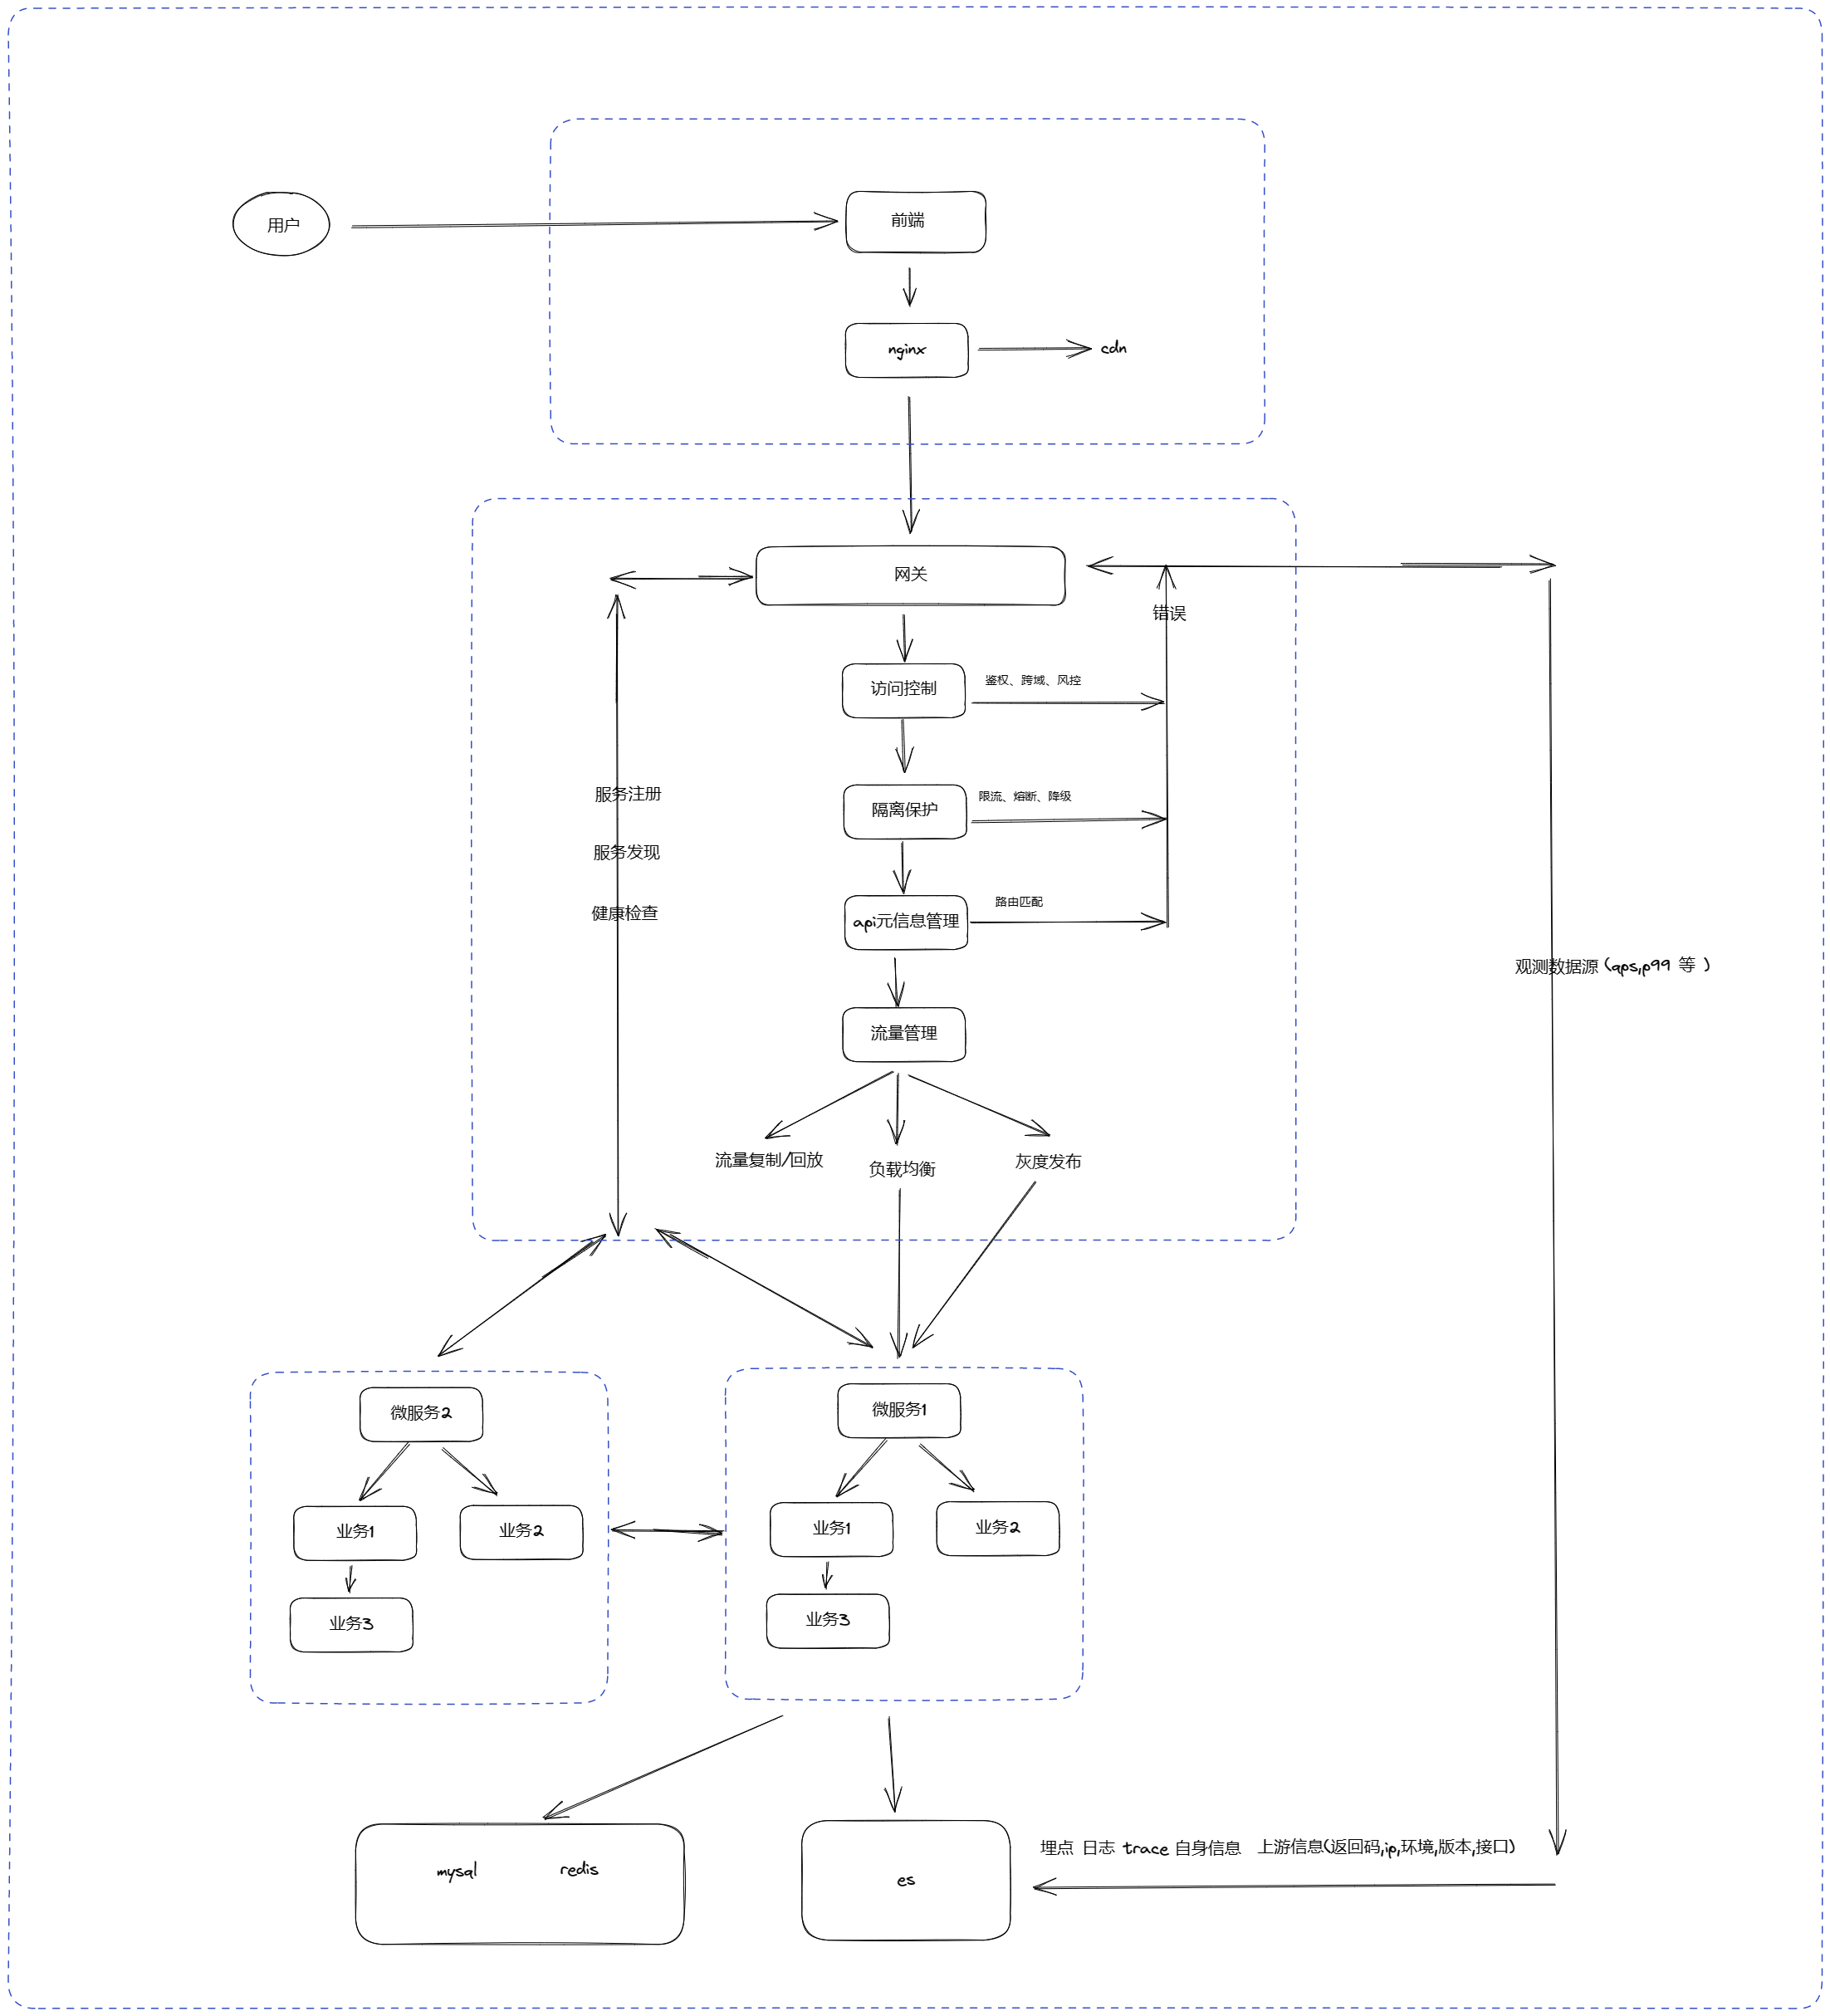 用户
前端
nginx
cdn
网关
错误
访问控制
鉴权、跨域、风控
服务注册
隔离保护
限流、熔断、降级
服务发现
健康检查
api元信息管理
路由匹配
观测数据源 (qps,p99 等 )
流量管理
流量复制/回放
负载均衡
灰度发布
微服务2
微服务1
业务1
业务2
业务1
业务2
业务3
业务3
埋点 日志 trace 自身信息 上游信息(返回码,ip,环境,版本,接口)
mysql
redis
es